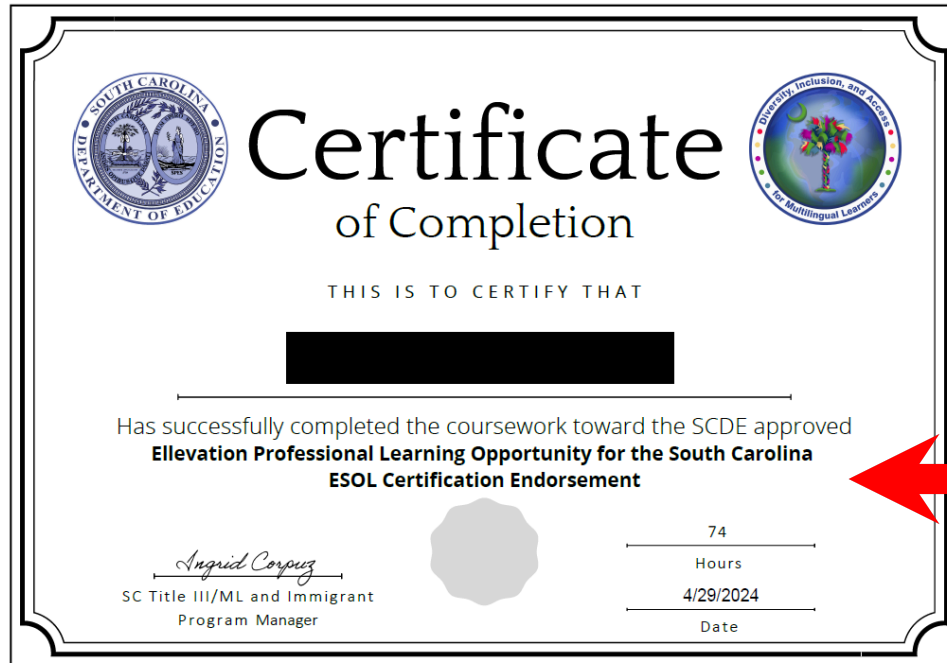 SOUTH CAROLINA
DEPARTMENT OF EDUCATION
Diversity, Inclusion, and Access
for Multilingual Learners
Certificate
of Completion
THIS IS TO CERTIFY THAT
Has successfully completed the coursework toward the SCDE approved
Ellevation Professional Learning Opportunity for the South Carolina
ESOL Certification Endorsement
Ingrid Corpuz
SC Title III/ML and Immigrant
Program Manager
74
Hours
4/29/2024
Date